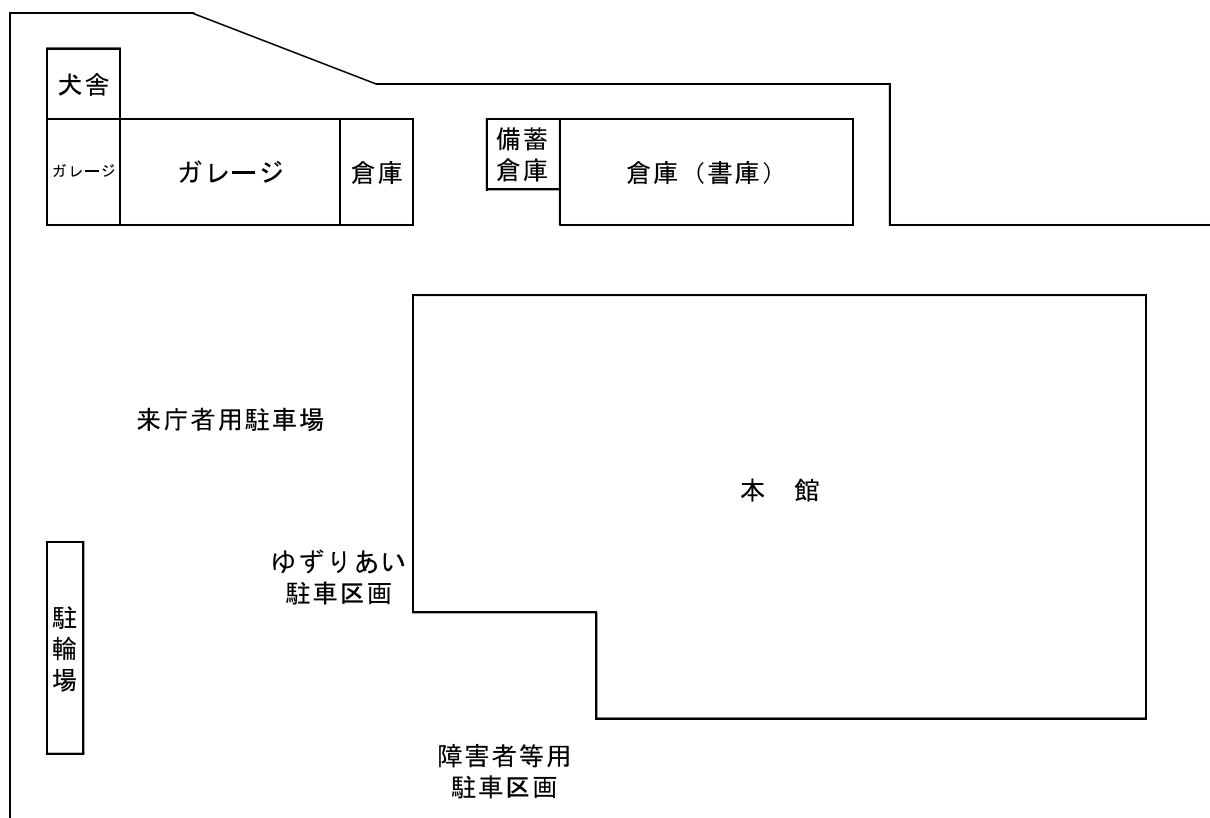 犬舎
ガレージ
ガレージ
倉庫
備蓄
倉庫
倉庫（書庫）
来庁者用駐車場
本　館
ゆずりあい
駐車区画
駐輪場
障害者等用
駐車区画